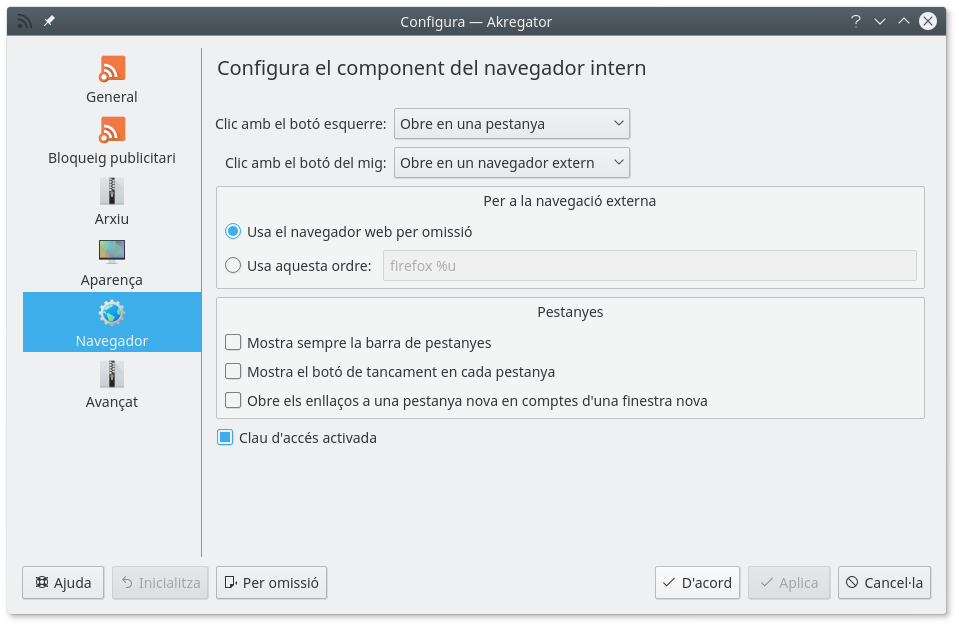 Configura — Akregator
General
Bloqueig publicitari
Arxiu
Aparença
Navegador
Avançat
Configura el component del navegador intern
Clic amb el botó esquerre: Obre en una pestanya
Clic amb el botó del mig: Obre en un navegador extern
Per a la navegació externa
Usa el navegador web per omissió
Usa aquesta ordre: firefox %u
Pestanyes
Mostra sempre la barra de pestanyes
Mostra el botó de tancament en cada pestanya
Obre els enllaços a una pestanya nova en comptes d'una finestra nova
Clau d'accés activada
Ajuda Inicialitza Per omissió D'acord Aplica Cancel·la